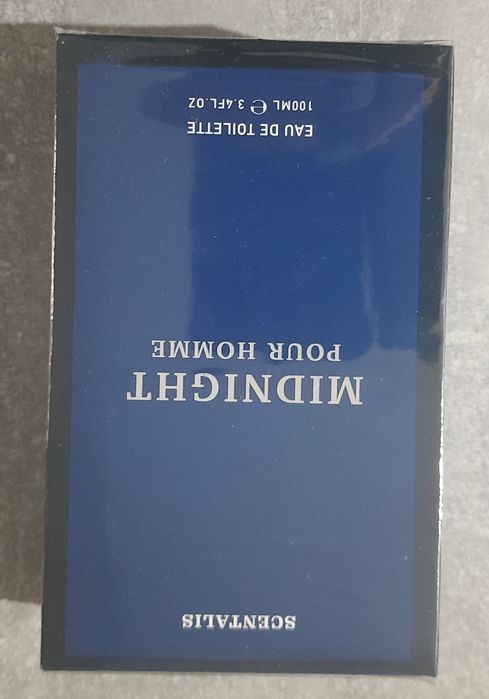 SCENTALIS
MIDNIGHT
POUR HOMME
EAU DE TOILETTE
100ML ℮ 3.4FL.OZ